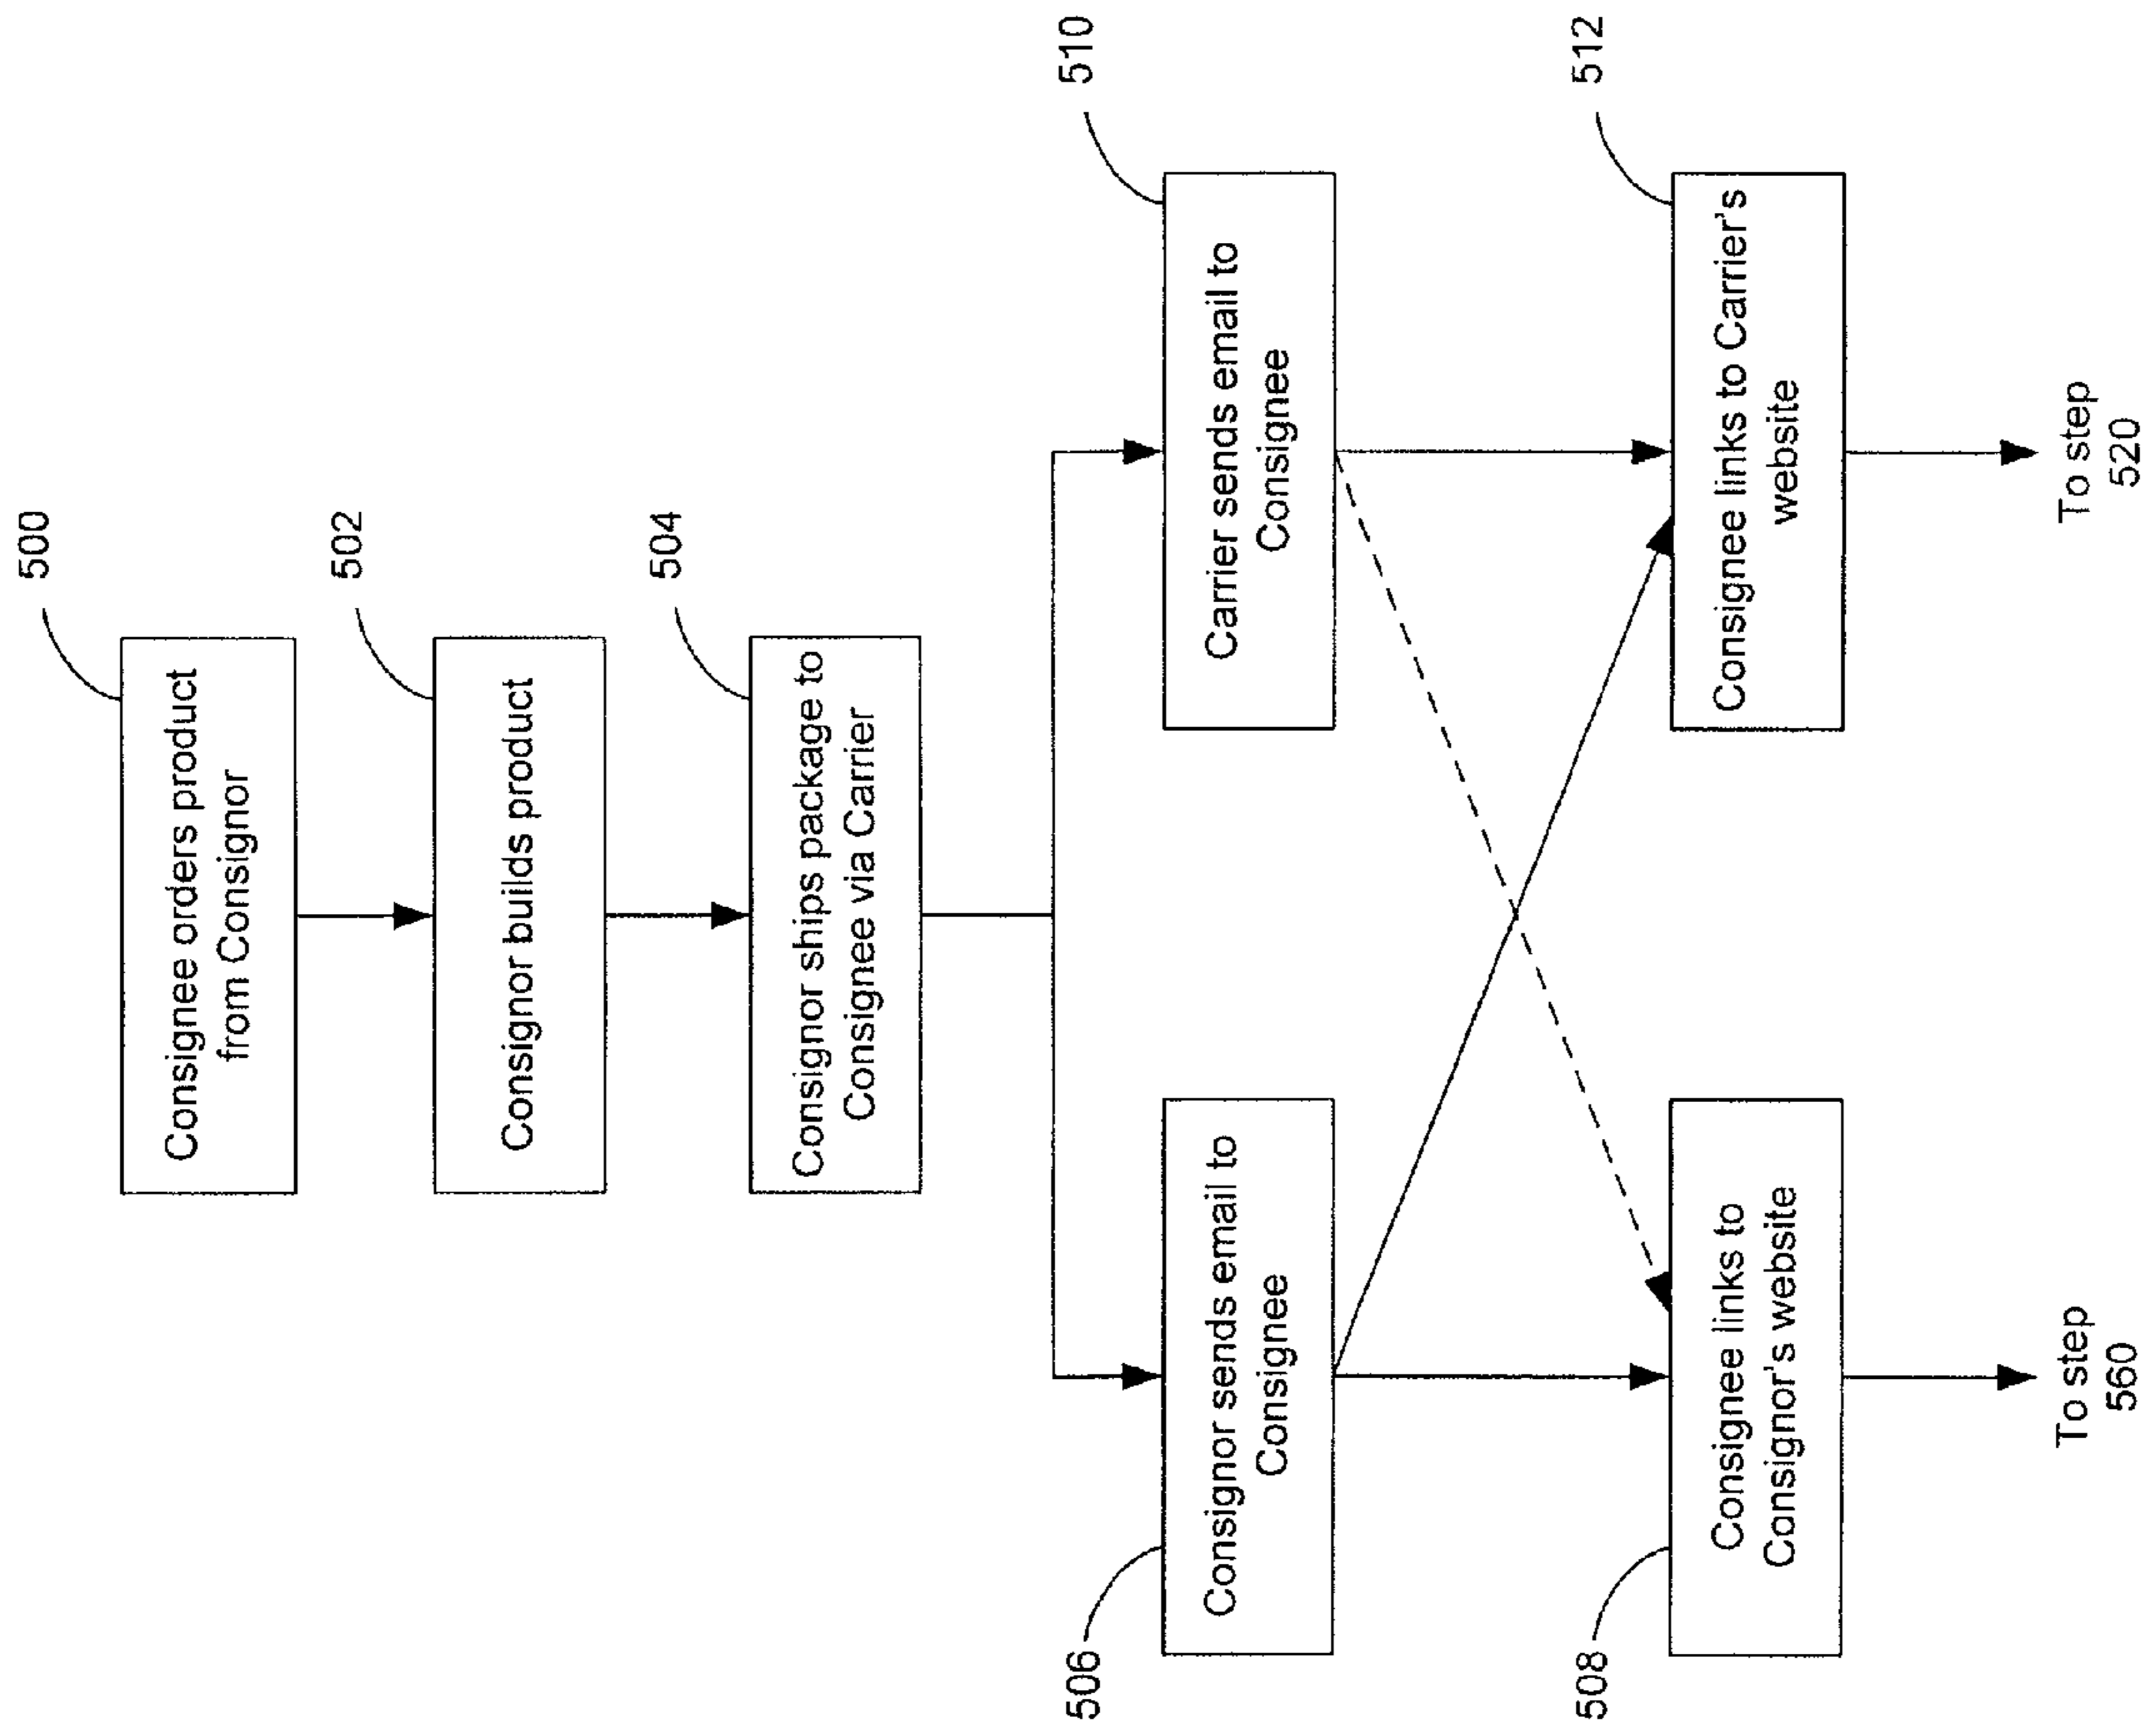 500
Consignee orders product
from Consignor
502
Consignor builds product
504
Consignor ships package to
Consignee via Carrier
506
Consignor sends email to
Consignee
510
Carrier sends email to
Consignee
508
Consignee links to
Consignor's website
512
Consignee links to Carrier's
website
To step
560
To step
520